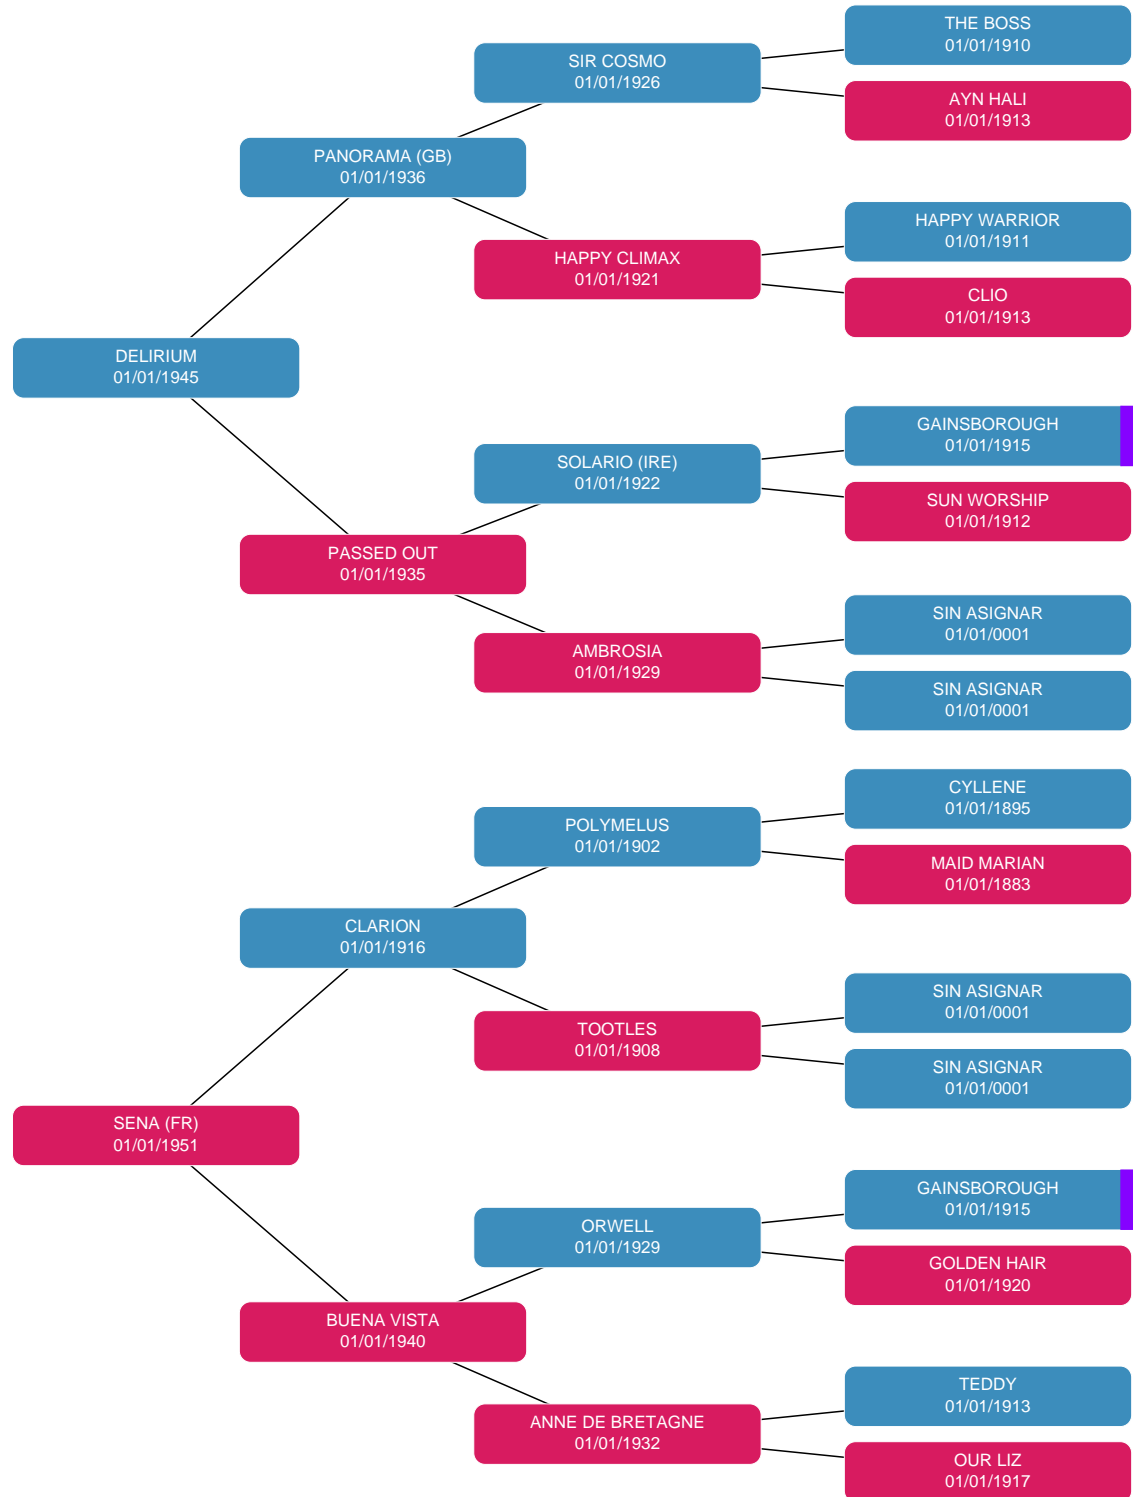 THE BOSS
01/01/1910
SIR COSMO
01/01/1926
AYN HALI
01/01/1913
PANORAMA (GB)
01/01/1936
HAPPY WARRIOR
01/01/1911
HAPPY CLIMAX
01/01/1921
CLIO
01/01/1913
DELIRIUM
01/01/1945
GAINSBOROUGH
01/01/1915
SOLARIO (IRE)
01/01/1922
SUN WORSHIP
01/01/1912
PASSED OUT
01/01/1935
SIN ASIGNAR
01/01/0001
AMBROSIA
01/01/1929
SIN ASIGNAR
01/01/0001
CYLLENE
01/01/1895
POLYMELUS
01/01/1902
MAID MARIAN
01/01/1883
CLARION
01/01/1916
SIN ASIGNAR
01/01/0001
TOOTLES
01/01/1908
SIN ASIGNAR
01/01/0001
SENA (FR)
01/01/1951
GAINSBOROUGH
01/01/1915
ORWELL
01/01/1929
GOLDEN HAIR
01/01/1920
BUENA VISTA
01/01/1940
TEDDY
01/01/1913
ANNE DE BRETAGNE
01/01/1932
OUR LIZ
01/01/1917